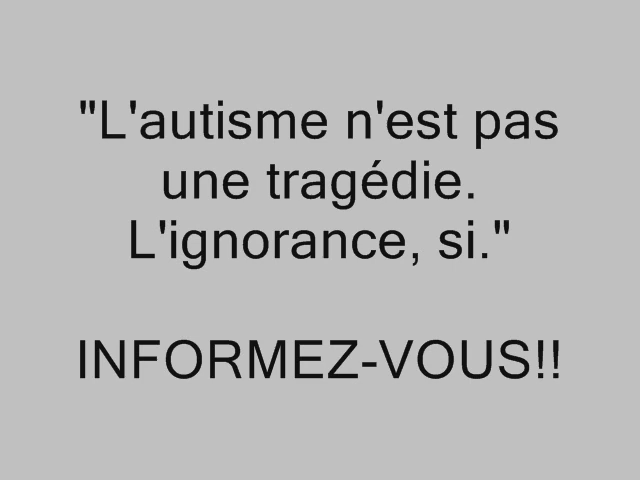 "L'autisme n'est pas
une tragédie.
L'ignorance, si."
INFORMEZ-VOUS!!